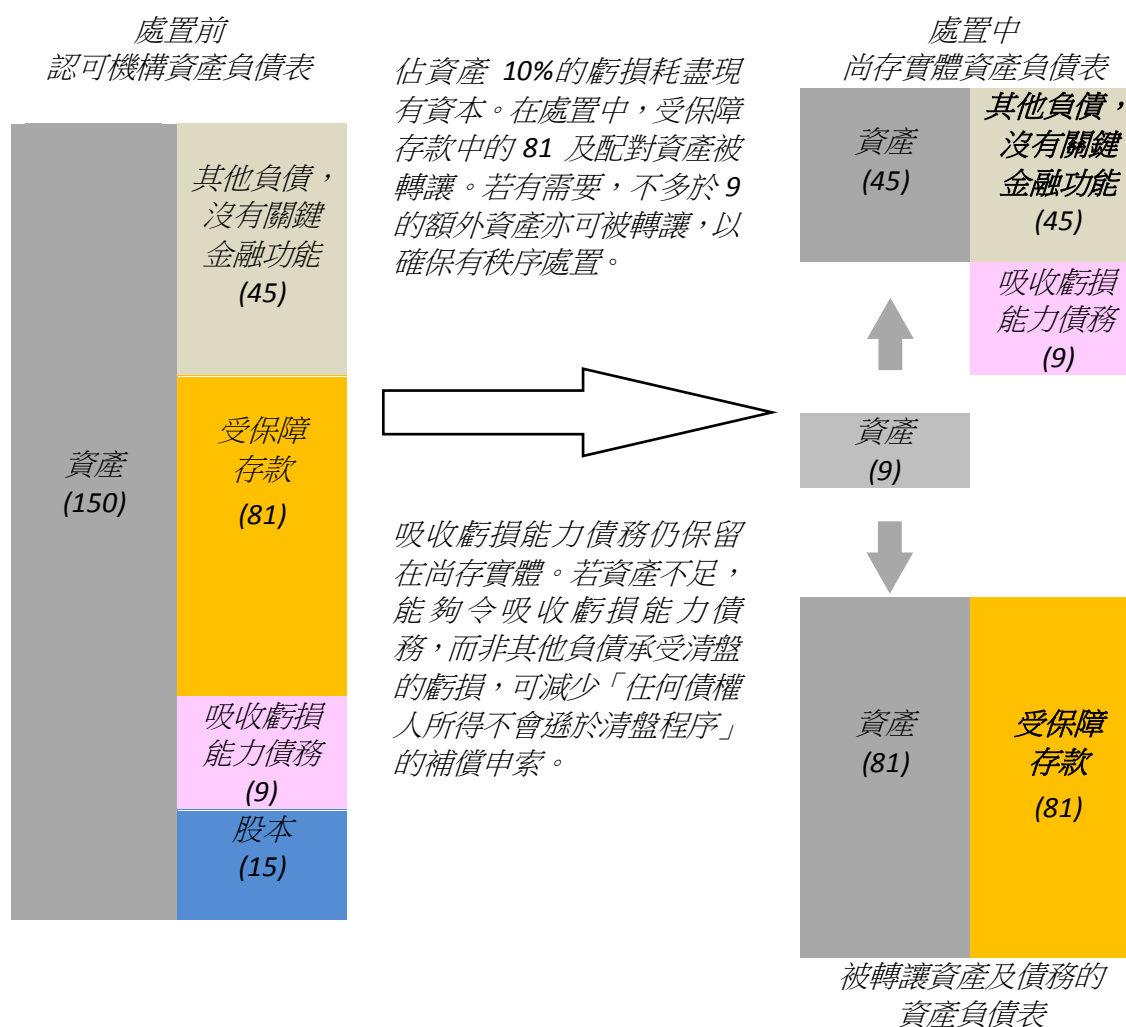 處置前
認可機構資產負債表
資產
(150)
其他負債，
沒有關鍵
金融功能
(45)
受保障
存款
(81)
吸收虧損
能力債務
(9)
股本
(15)
佔資產 10%的虧損耗盡現
有資本。在處置中，受保障
存款中的 81 及配對資產被
轉讓。若有需要，不多於 9
的額外資產亦可被轉讓，以
確保有秩序處置。
吸收虧損能力債務仍保留
在尚存實體。若資產不足，
能夠令吸收虧損能力債
務，而非其他負債承受清盤
的虧損，可減少「任何債權
人所得不會遜於清盤程序」
的補償申索。
處置中
尚存實體資產負債表
資產
(45)
其他負債，
沒有關鍵
金融功能
(45)
吸收虧損
能力債務
(9)
資產
(9)
資產
(81)
受保障
存款
(81)
被轉讓資產及債務的
資產負債表